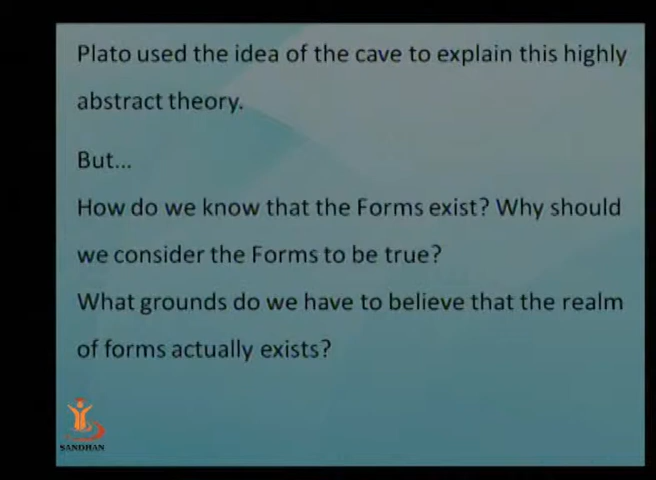 Plato used the idea of the cave to explain this highly
abstract theory.
But...
How do we know that the Forms exist? Why should
we consider the Forms to be true?
What grounds do we have to believe that the realm
of forms actually exists?
SANDHAN